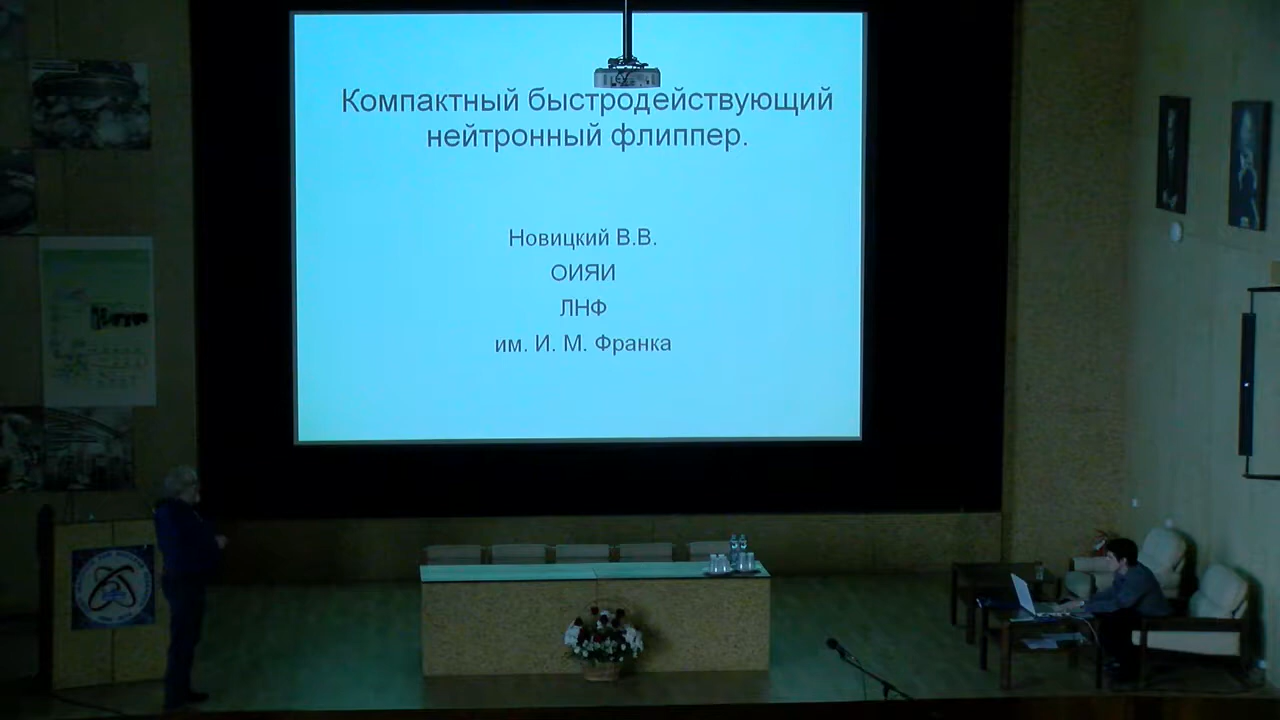 Компактный быстродействующий
нейтронный флиппер.
Новицкий В.В.
ОИЯИ
ЛНФ
им. И. М. Франка